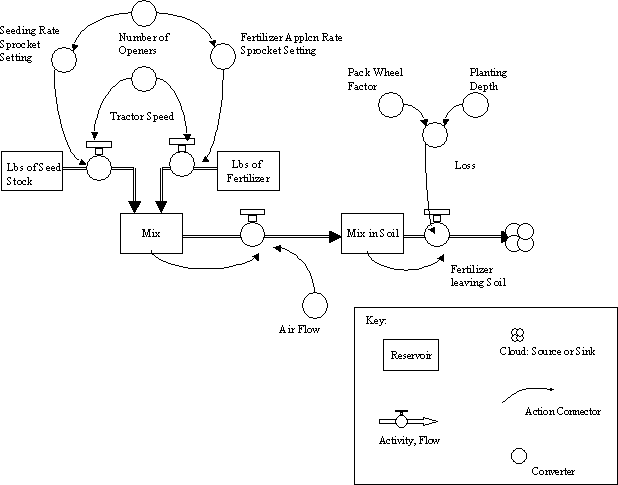 Seeding Rate
Sprocket
Setting
Number of
Openers
Fertilizer Applcn Rate
Sprocket Setting
Pack Wheel
Factor
Planting
Depth
Tractor Speed
Lbs of Seed
Stock
Lbs of
Fertilizer
Loss
Mix
Mix in Soil
Fertilizer
leaving Soil
Air Flow
Key:
Reservoir
Cloud: Source or Sink
Action Connector
Activity, Flow
Converter